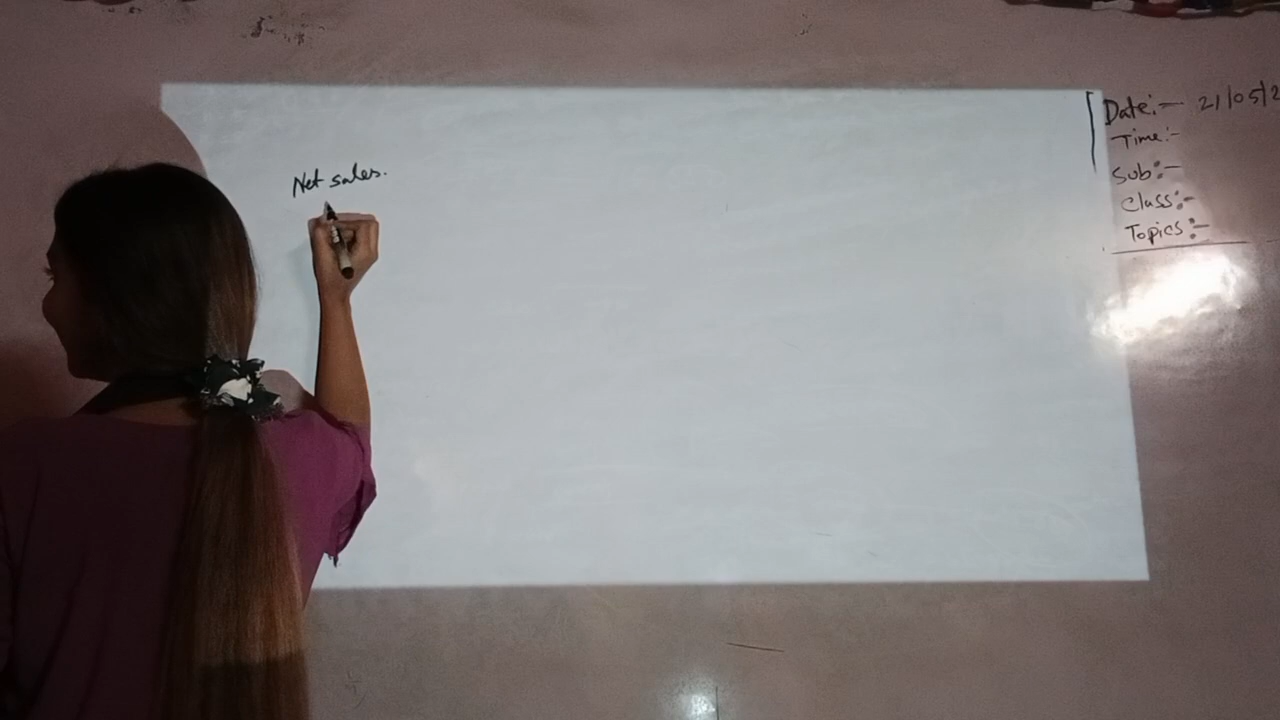 Net sales.
Date:- 21/05/2
Time:-
Sub:-
Class:-
Topics:-